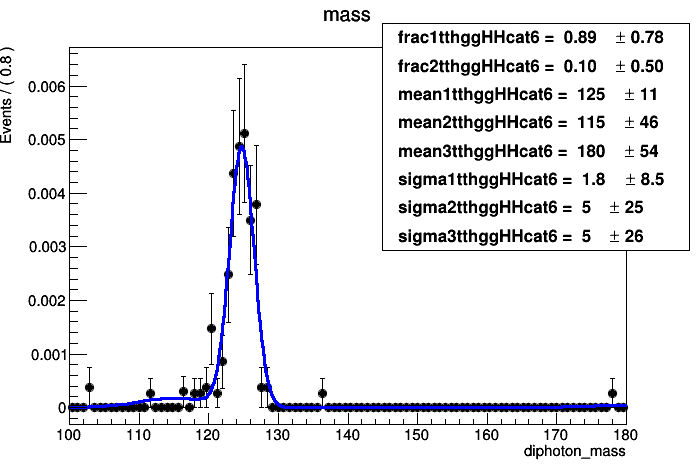 mass
frac1tthggHHcat6 = 0.89 ± 0.78
frac2tthggHHcat6 = 0.10 ± 0.50
mean1tthggHHcat6 = 125 ± 11
mean2tthggHHcat6 = 115 ± 46
mean3tthggHHcat6 = 180 ± 54
sigma1tthggHHcat6 = 1.8 ± 8.5
sigma2tthggHHcat6 = 5 ± 25
sigma3tthggHHcat6 = 5 ± 26
Events / ( 0.8 )
0.006
0.005
0.004
0.003
0.002
0.001
0
100 110 120 130 140 150 160 170 180
diphoton_mass